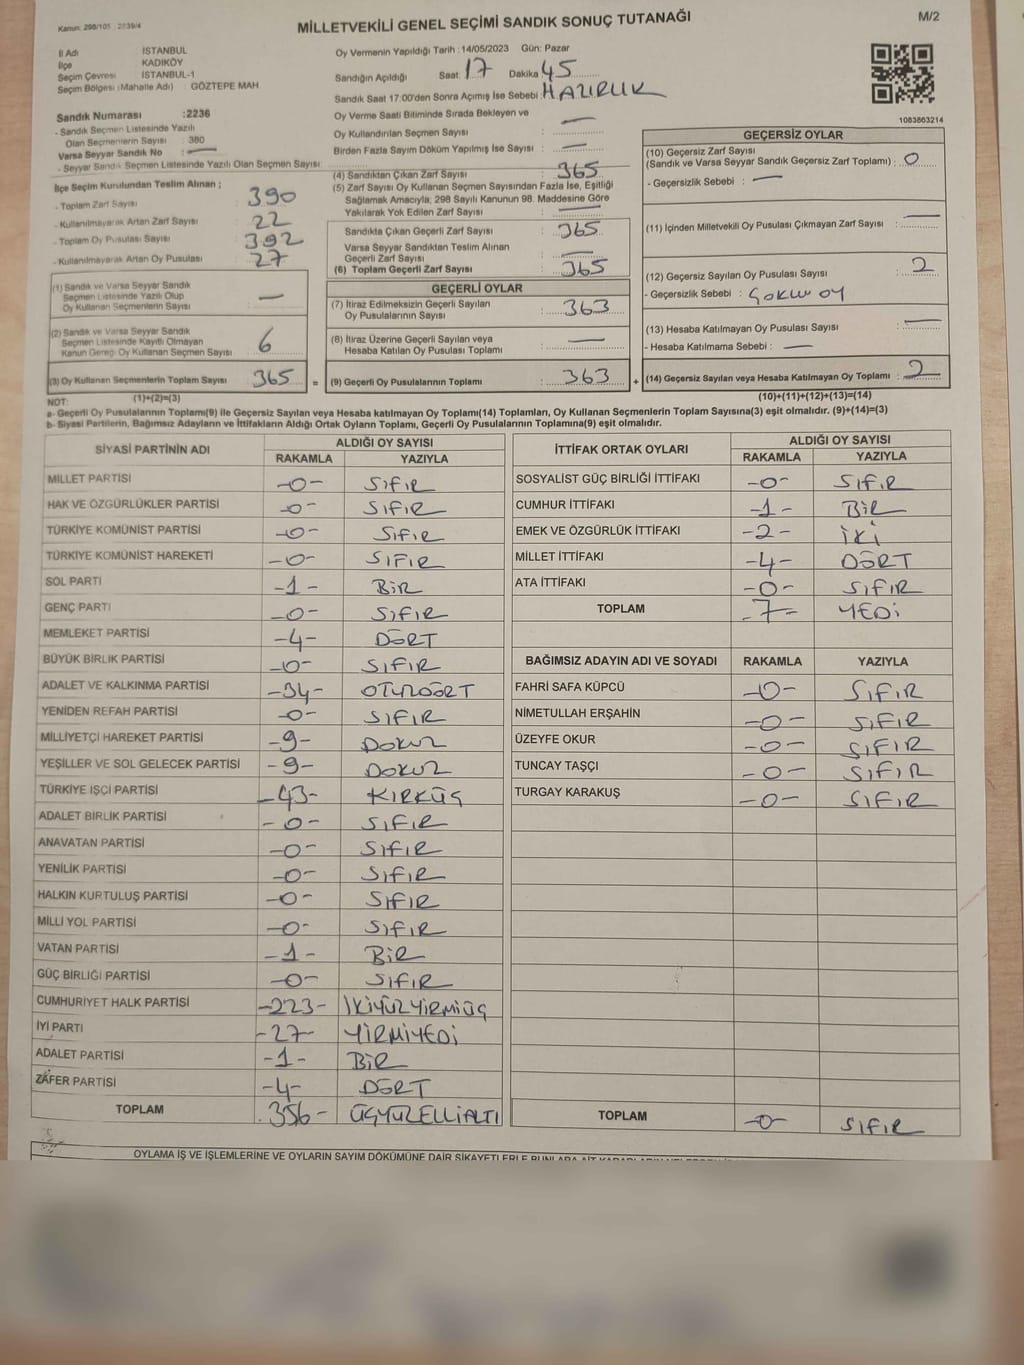 MİLLETVEKİLİ GENEL SEÇİMİ SANDIK SONUÇ TUTANAĞI
M/2
İl Adı İSTANBUL
İlçe KADIKÖY
Seçim Çevresi İSTANBUL-1
Seçim Bölgesi (Mahalle Adı) : GÖZTEPE MAH
Oy Vermenin Yapıldığı Tarih : 14/05/2023 Gün: Pazar
Sandığın Açıldığı Saat: 17 Dakika 45
Sandık Saat 17:00'den Sonra Açılmış İse Sebebi : HAZIRLIK
Oy Verme Saati Bitiminde Sırada Bekleyen ve
Oy Kullandırılan Seçmen Sayısı : —
Birden Fazla Sayım Döküm Yapılmış İse Sayısı : —
1083863214
Sandık Numarası :2236
- Sandık Seçmen Listesinde Yazılı
Olan Seçmenlerin Sayısı : 380
Varsa Seyyar Sandık No : —
- Seyyar Sandık Seçmen Listesinde Yazılı Olan Seçmen Sayısı
İlçe Seçim Kurulundan Teslim Alınan ;
- Toplam Zarf Sayısı : 390
- Kullanılmayarak Artan Zarf Sayısı : 22
- Toplam Oy Pusulası Sayısı : 392
- Kullanılmayarak Artan Oy Pusulası : 27
(1) Sandık ve Varsa Seyyar Sandık
Seçmen Listesinde Yazılı Olup
Oy Kullanan Seçmenlerin Sayısı : —
(2) Sandık ve Varsa Seyyar Sandık
Seçmen Listesinde Kayıtlı Olmayan
Kanun Gereği Oy Kullanan Seçmen Sayısı : 6
(3) Oy Kullanan Seçmenlerin Toplam Sayısı 365 =
(1)+(2)=(3)
(4) Sandıktan Çıkan Zarf Sayısı : 365
(5) Zarf Sayısı Oy Kullanan Seçmen Sayısından Fazla İse, Eşitliği
Sağlamak Amacıyla; 298 Sayılı Kanunun 98. Maddesine Göre
Yakılarak Yok Edilen Zarf Sayısı : —
Sandıkta Çıkan Geçerli Zarf Sayısı : 365
Varsa Seyyar Sandıktan Teslim Alınan
Geçerli Zarf Sayısı : —
(6) Toplam Geçerli Zarf Sayısı : 365
GEÇERLİ OYLAR
(7) İtiraz Edilmeksizin Geçerli Sayılan
Oy Pusulalarının Sayısı : 363
(8) İtiraz Üzerine Geçerli Sayılan veya
Hesaba Katılan Oy Pusulası Toplamı : —
(9) Geçerli Oy Pusulalarının Toplamı : 363 +
GEÇERSİZ OYLAR
(10) Geçersiz Zarf Sayısı
(Sandık ve Varsa Seyyar Sandık Geçersiz Zarf Toplamı) : 0
- Geçersizlik Sebebi : —
(11) İçinden Milletvekili Oy Pusulası Çıkmayan Zarf Sayısı : —
(12) Geçersiz Sayılan Oy Pusulası Sayısı : 2
- Geçersizlik Sebebi : ÇOKLU OY
(13) Hesaba Katılmayan Oy Pusulası Sayısı : —
- Hesaba Katılmama Sebebi : —
(14) Geçersiz Sayılan veya Hesaba Katılmayan Oy Toplamı : 2
(10)+(11)+(12)+(13)=(14)
NOT:
a- Geçerli Oy Pusulalarının Toplamı(9) ile Geçersiz Sayılan veya Hesaba katılmayan Oy Toplamı(14) Toplamları, Oy Kullanan Seçmenlerin Toplam Sayısına(3) eşit olmalıdır. (9)+(14)=(3)
b- Siyasi Partilerin, Bağımsız Adayların ve İttifakların Aldığı Ortak Oyların Toplamı, Geçerli Oy Pusulalarının Toplamına(9) eşit olmalıdır.
SİYASİ PARTİNİN ADI ALDIĞI OY SAYISI
RAKAMLA YAZIYLA
MİLLET PARTİSİ -0- SIFIR
HAK VE ÖZGÜRLÜKLER PARTİSİ -0- SIFIR
TÜRKİYE KOMÜNİST PARTİSİ -0- SIFIR
TÜRKİYE KOMÜNİST HAREKETİ -0- SIFIR
SOL PARTİ -1- BİR
GENÇ PARTİ -0- SIFIR
MEMLEKET PARTİSİ -4- DÖRT
BÜYÜK BİRLİK PARTİSİ -0- SIFIR
ADALET VE KALKINMA PARTİSİ -34- OTUZDÖRT
YENİDEN REFAH PARTİSİ -0- SIFIR
MİLLİYETÇİ HAREKET PARTİSİ -9- DOKUZ
YEŞİLLER VE SOL GELECEK PARTİSİ -9- DOKUZ
TÜRKİYE İŞÇİ PARTİSİ -43- KIRKÜÇ
ADALET BİRLİK PARTİSİ -0- SIFIR
ANAVATAN PARTİSİ -0- SIFIR
YENİLİK PARTİSİ -0- SIFIR
HALKIN KURTULUŞ PARTİSİ -0- SIFIR
MİLLİ YOL PARTİSİ -0- SIFIR
VATAN PARTİSİ -1- BİR
GÜÇ BİRLİĞİ PARTİSİ -0- SIFIR
CUMHURİYET HALK PARTİSİ -223- İKİYÜZYİRMİÜÇ
İYİ PARTİ -27- YİRMİYEDİ
ADALET PARTİSİ -1- BİR
ZAFER PARTİSİ -4- DÖRT
TOPLAM 356- ÜÇYÜZELLİALTI
İTTİFAK ORTAK OYLARI ALDIĞI OY SAYISI
RAKAMLA YAZIYLA
SOSYALİST GÜÇ BİRLİĞİ İTTİFAKI -0- SIFIR
CUMHUR İTTİFAKI -1- BİR
EMEK VE ÖZGÜRLÜK İTTİFAKI -2- İKİ
MİLLET İTTİFAKI -4- DÖRT
ATA İTTİFAKI -0- SIFIR
TOPLAM -7- YEDİ
BAĞIMSIZ ADAYIN ADI VE SOYADI RAKAMLA YAZIYLA
FAHRİ SAFA KÜPCÜ -0- SIFIR
NİMETULLAH ERŞAHİN -0- SIFIR
ÜZEYFE OKUR -0- SIFIR
TUNCAY TAŞÇI -0- SIFIR
TURGAY KARAKUŞ -0- SIFIR
TOPLAM -0- SIFIR
OYLAMA İŞ VE İŞLEMLERİNE VE OYLARIN SAYIM DÖKÜMÜNE DAİR ŞİKAYETLERLE BUNLARA AİT